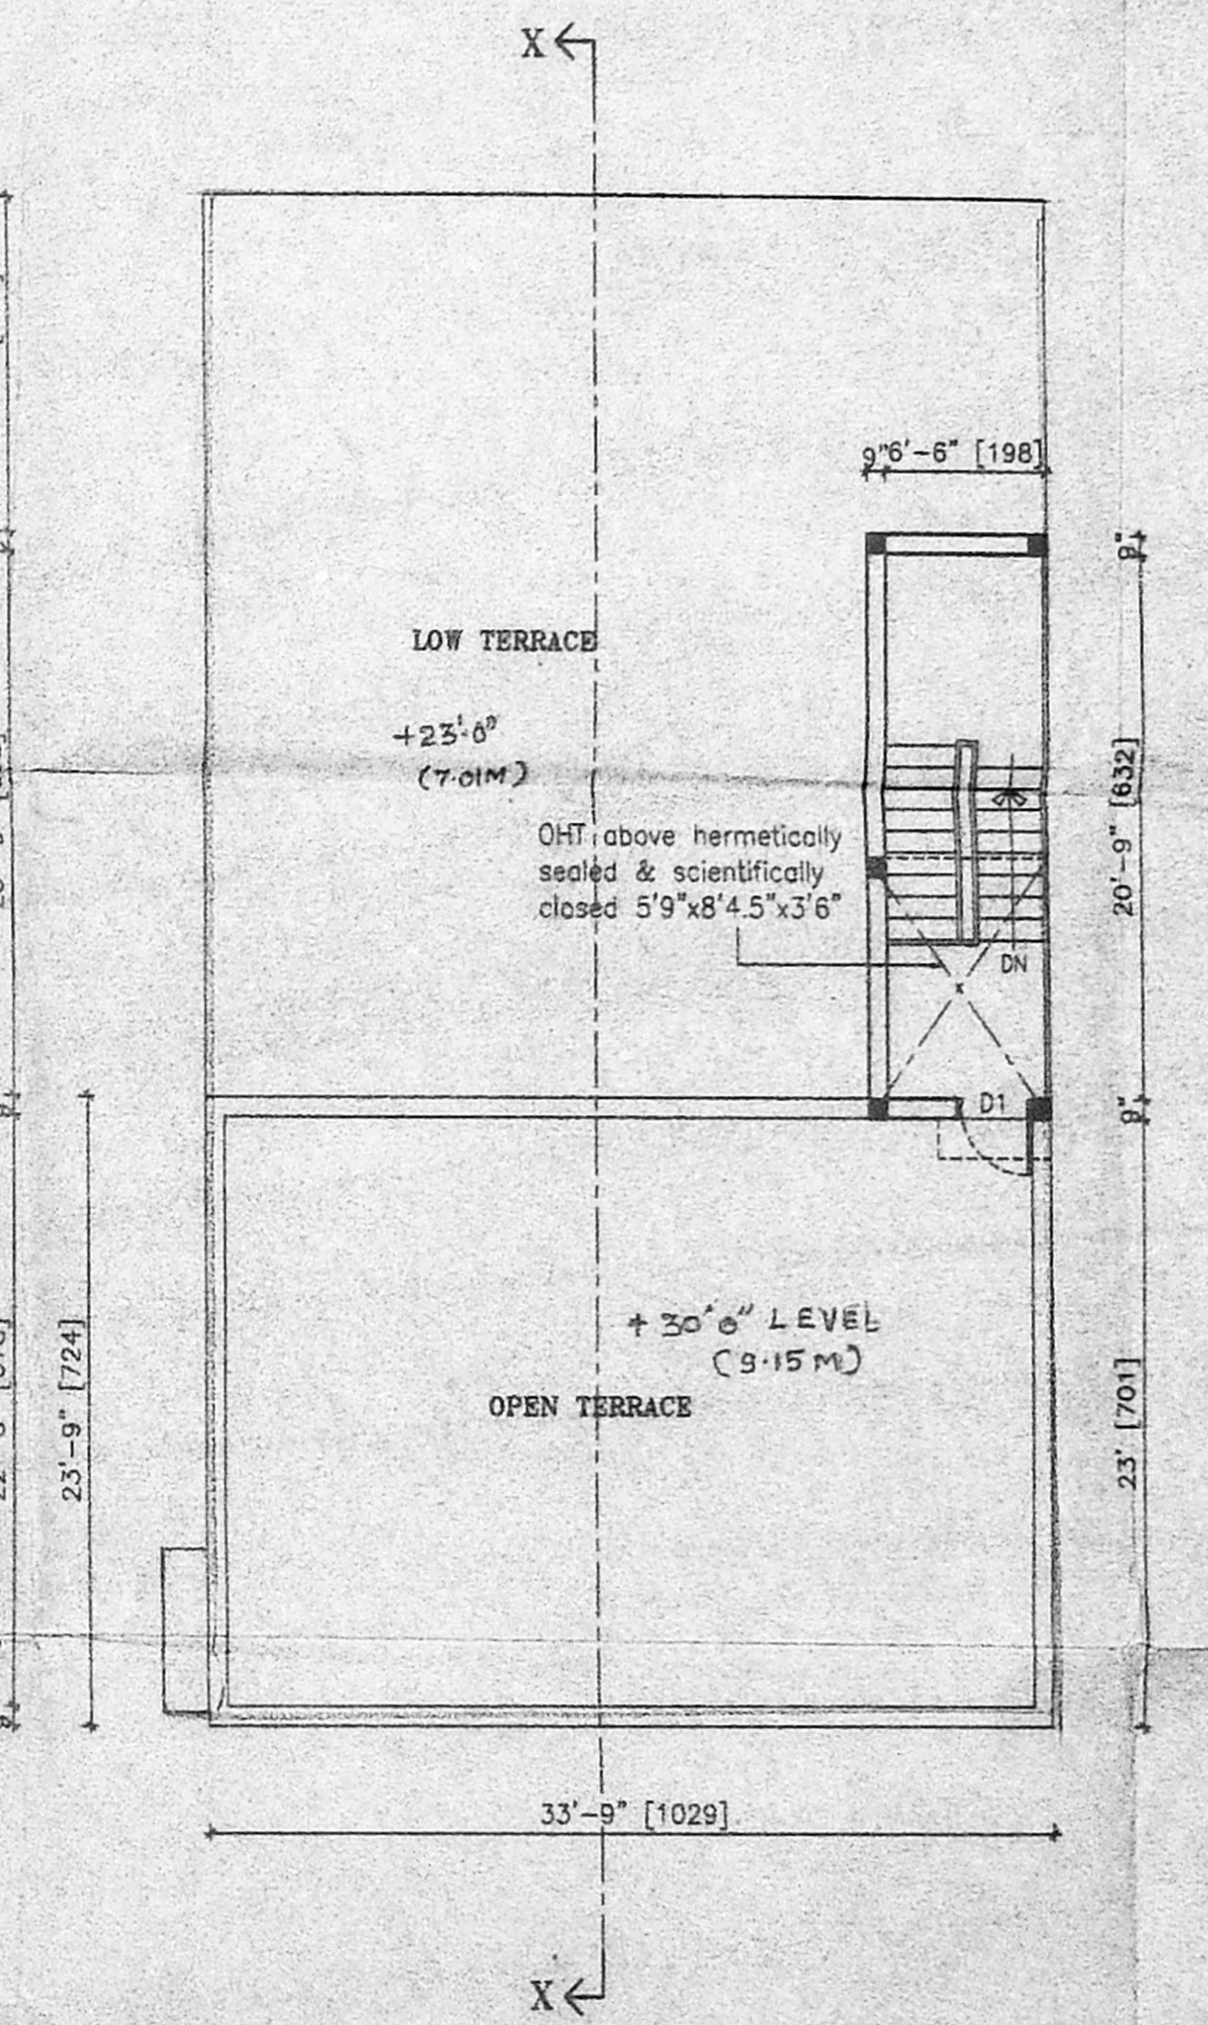 X
9" 6'-6" [198]
9"
LOW TERRACE
+23'-0"
(7.01M)
20'-9" [632]
OHT above hermetically
sealed & scientifically
closed 5'9"x8'4.5"x3'6"
DN
D1
9"
+ 30'0" LEVEL
(9.15 M)
OPEN TERRACE
23'-9" [724]
23' [701]
33'-9" [1029]
X